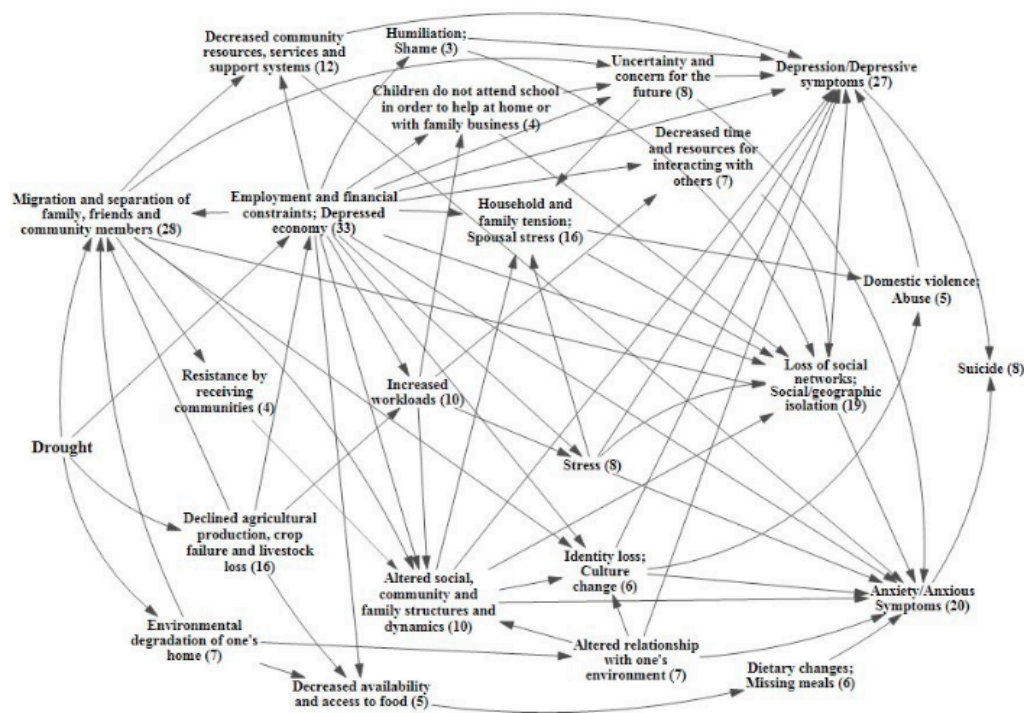 Decreased community
resources, services and
support systems (12)
Humiliation;
Shame (3)
Uncertainty and
concern for the
future (8)
Depression/Depressive
symptoms (27)
Children do not attend school
in order to help at home or
with family business (4)
Decreased time
and resources for
interacting with
others (7)
Migration and separation of
family, friends and
community members (28)
Employment and financial
constraints; Depressed
economy (33)
Household and
family tension;
Spousal stress (16)
Domestic violence;
Abuse (5)
Resistance by
receiving
communities (4)
Increased
workloads (10)
Loss of social
networks;
Social/geographic
isolation (19)
Suicide (8)
Drought
Stress (8)
Declined agricultural
production, crop
failure and livestock
loss (16)
Altered social,
community and
family structures and
dynamics (10)
Identity loss;
Culture
change (6)
Anxiety/Anxious
Symptoms (20)
Environmental
degradation of one's
home (7)
Altered relationship
with one's
environment (7)
Dietary changes;
Missing meals (6)
Decreased availability
and access to food (5)